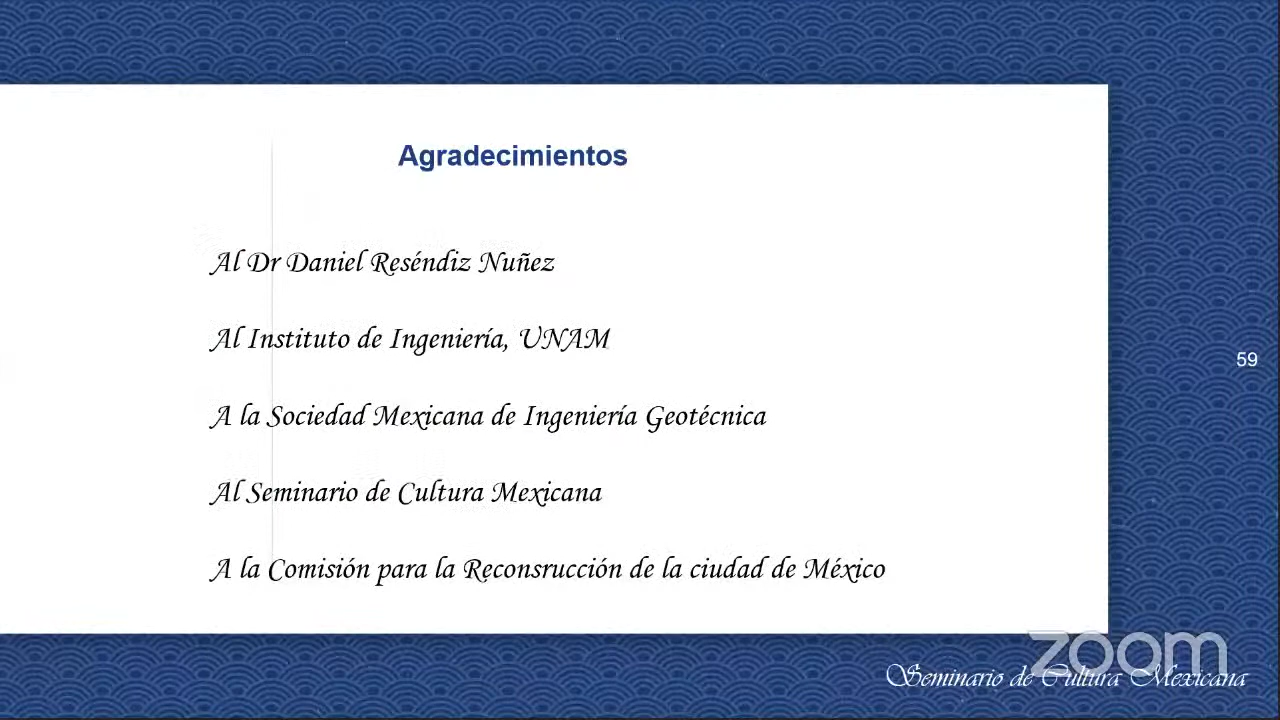 Agradecimientos
Al Dr Daniel Reséndiz Nuñez
Al Instituto de Ingeniería, UNAM
59
A la Sociedad Mexicana de Ingeniería Geotécnica
Al Seminario de Cultura Mexicana
A la Comisión para la Reconsrucción de la ciudad de México
zoom
Seminario de Cultura Mexicana